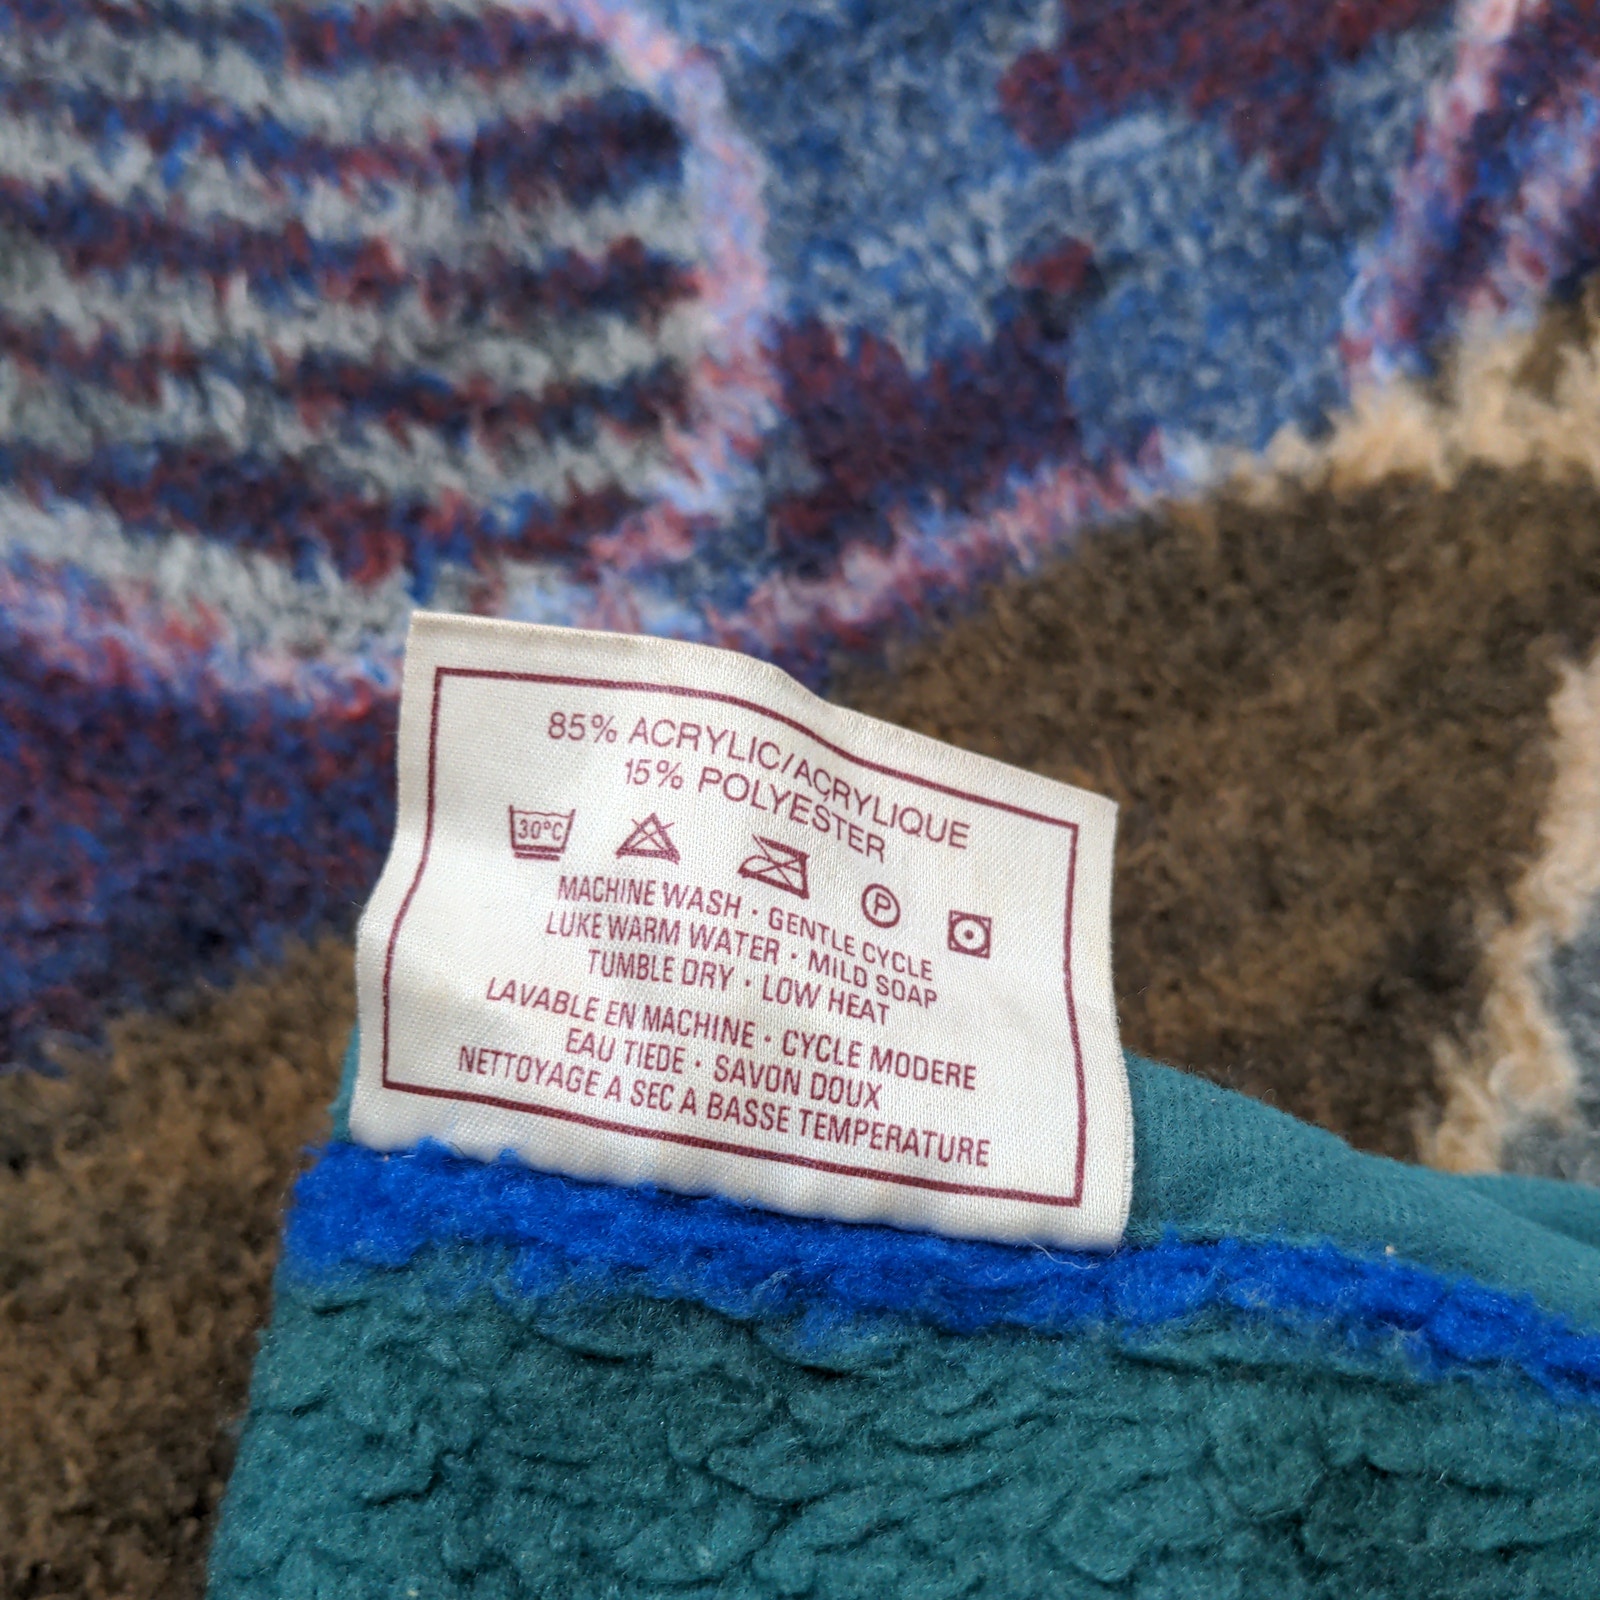 85% ACRYLIC/ACRYLIQUE
15% POLYESTER
30°C
P
MACHINE WASH · GENTLE CYCLE
LUKE WARM WATER · MILD SOAP
TUMBLE DRY · LOW HEAT
LAVABLE EN MACHINE · CYCLE MODERE
EAU TIEDE · SAVON DOUX
NETTOYAGE A SEC A BASSE TEMPERATURE